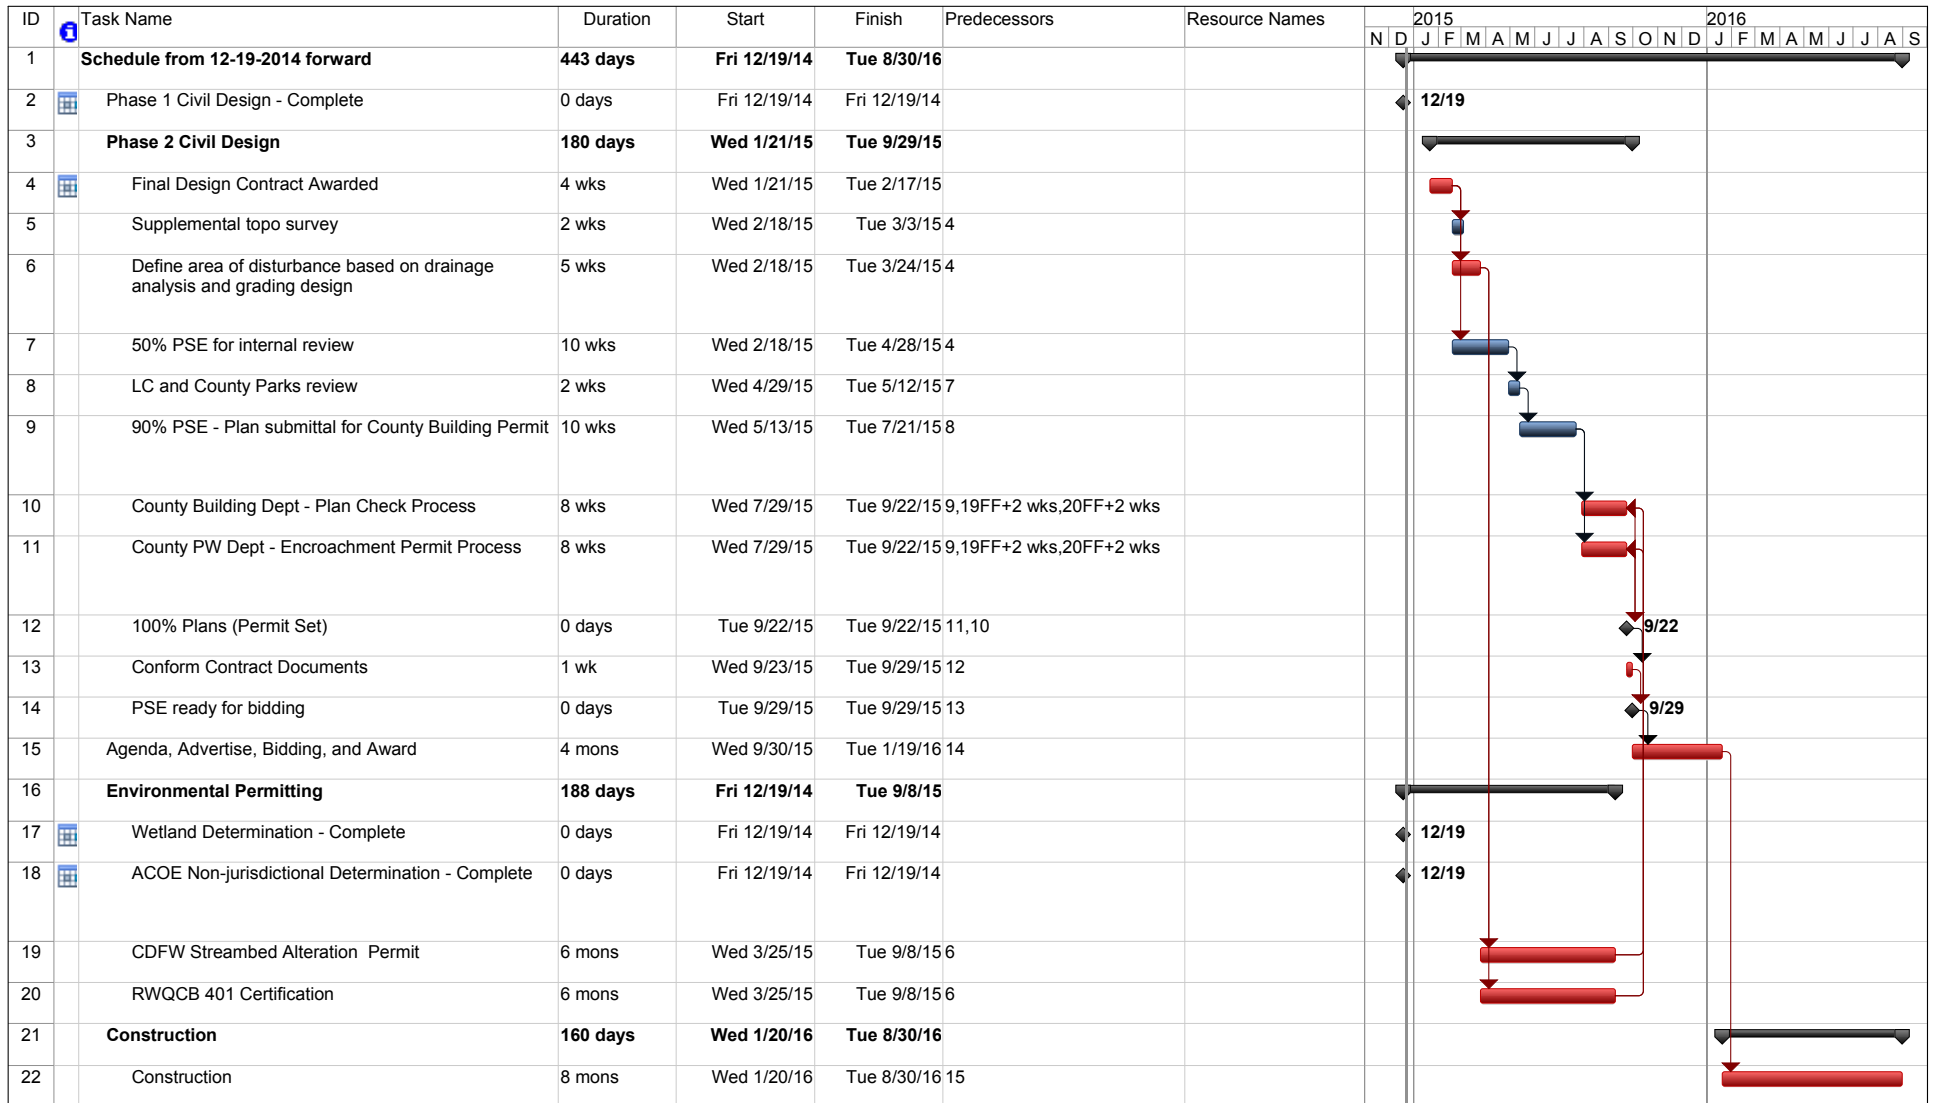 ID Task Name Duration Start Finish Predecessors Resource Names 2015 2016
N D J F M A M J J A S O N D J F M A M J J A S
1 Schedule from 12-19-2014 forward 443 days Fri 12/19/14 Tue 8/30/16
2 Phase 1 Civil Design - Complete 0 days Fri 12/19/14 Fri 12/19/14 12/19
3 Phase 2 Civil Design 180 days Wed 1/21/15 Tue 9/29/15
4 Final Design Contract Awarded 4 wks Wed 1/21/15 Tue 2/17/15
5 Supplemental topo survey 2 wks Wed 2/18/15 Tue 3/3/15 4
6 Define area of disturbance based on drainage 5 wks Wed 2/18/15 Tue 3/24/15 4
analysis and grading design
7 50% PSE for internal review 10 wks Wed 2/18/15 Tue 4/28/15 4
8 LC and County Parks review 2 wks Wed 4/29/15 Tue 5/12/15 7
9 90% PSE - Plan submittal for County Building Permit 10 wks Wed 5/13/15 Tue 7/21/15 8
10 County Building Dept - Plan Check Process 8 wks Wed 7/29/15 Tue 9/22/15 9,19FF+2 wks,20FF+2 wks
11 County PW Dept - Encroachment Permit Process 8 wks Wed 7/29/15 Tue 9/22/15 9,19FF+2 wks,20FF+2 wks
12 100% Plans (Permit Set) 0 days Tue 9/22/15 Tue 9/22/15 11,10 9/22
13 Conform Contract Documents 1 wk Wed 9/23/15 Tue 9/29/15 12
14 PSE ready for bidding 0 days Tue 9/29/15 Tue 9/29/15 13 9/29
15 Agenda, Advertise, Bidding, and Award 4 mons Wed 9/30/15 Tue 1/19/16 14
16 Environmental Permitting 188 days Fri 12/19/14 Tue 9/8/15
17 Wetland Determination - Complete 0 days Fri 12/19/14 Fri 12/19/14 12/19
18 ACOE Non-jurisdictional Determination - Complete 0 days Fri 12/19/14 Fri 12/19/14 12/19
19 CDFW Streambed Alteration Permit 6 mons Wed 3/25/15 Tue 9/8/15 6
20 RWQCB 401 Certification 6 mons Wed 3/25/15 Tue 9/8/15 6
21 Construction 160 days Wed 1/20/16 Tue 8/30/16
22 Construction 8 mons Wed 1/20/16 Tue 8/30/16 15